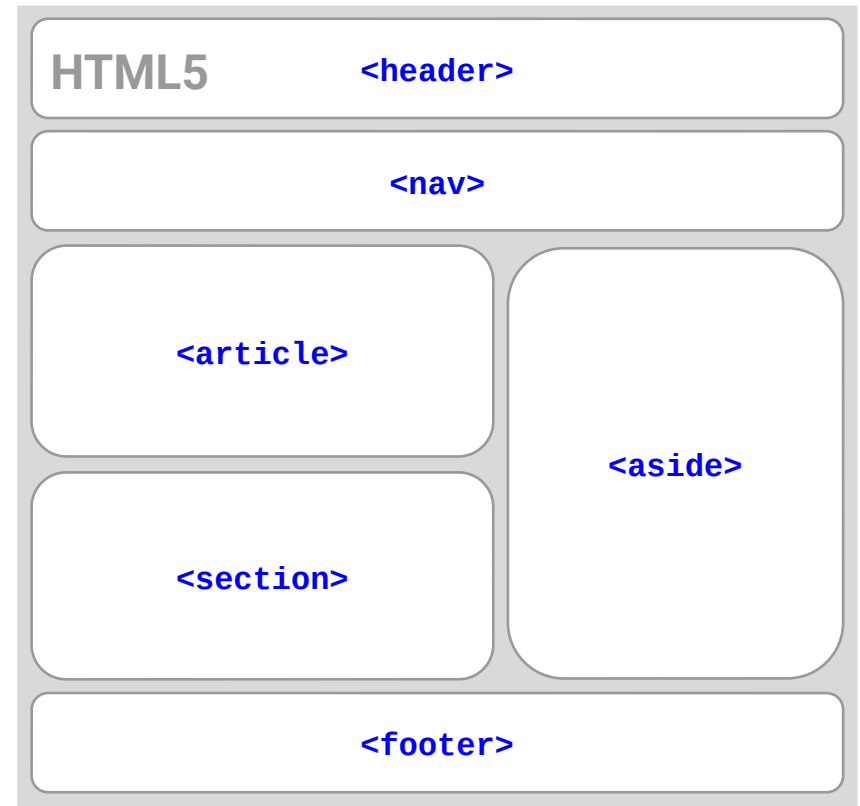 HTML5 <header>
<nav>
<article>
<aside>
<section>
<footer>